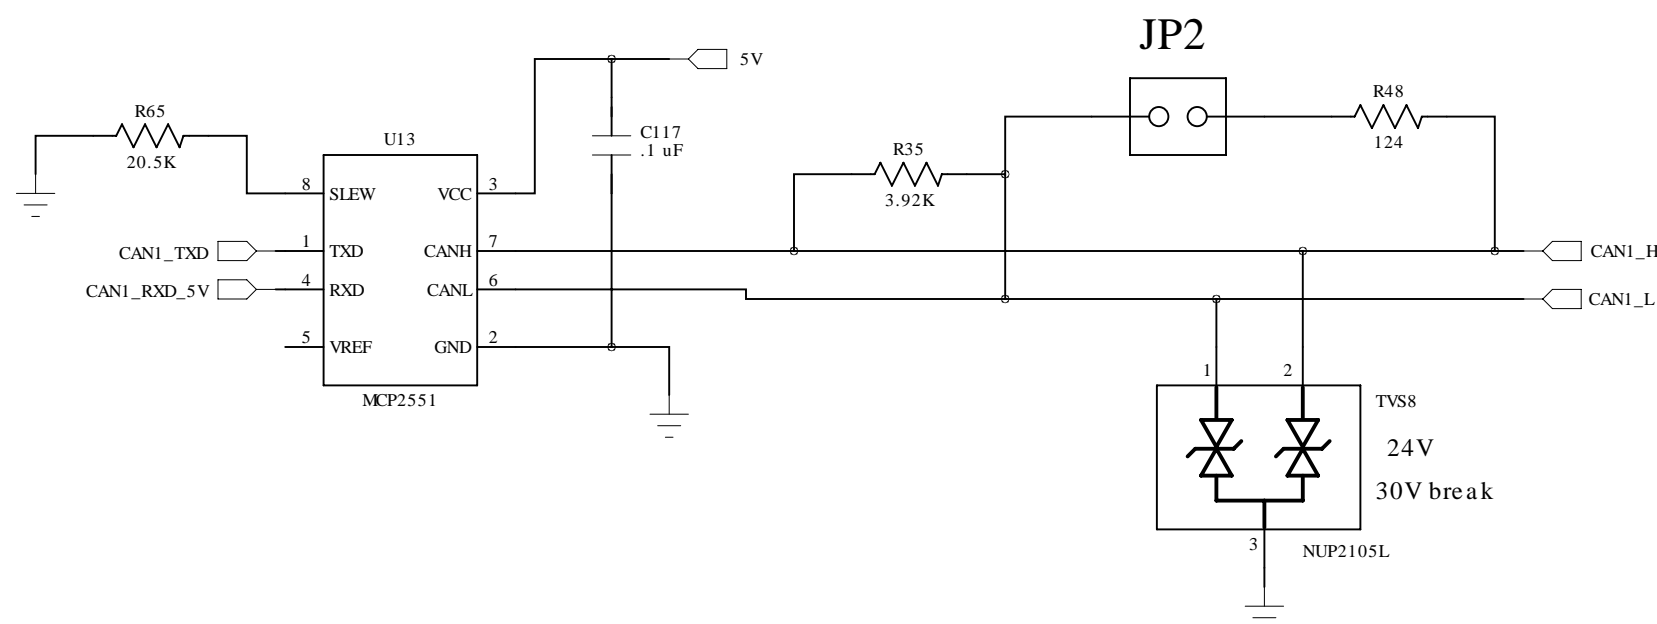 JP2
5V
R65
20.5K
U13
C117
.1 uF
R48
124
R35
3.92K
8
SLEW
VCC
3
CAN1_TXD
1
TXD
CANH
7
CAN1_H
CAN1_RXD_5V
4
RXD
CANL
6
CAN1_L
5
VREF
GND
2
MCP2551
1
2
TVS8
24V
30V break
3
NUP2105L